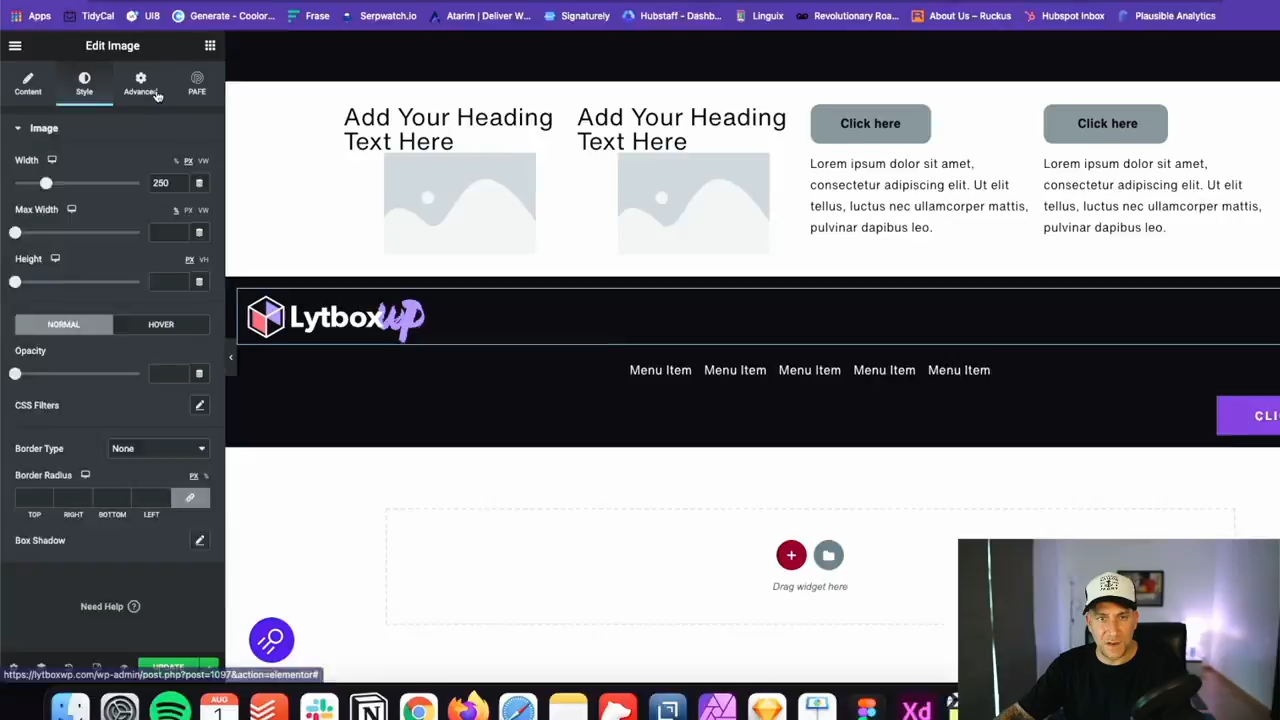 Apps TidyCal UI8 Generate - Coolor... Frase Serpwatch.io Atarim | Deliver W... Signaturely Hubstaff - Dashb... Linguix Revolutionary Roa... About Us – Ruckus Hubspot Inbox Plausible Analytics
Edit Image
Content Style Advanced PAFE
Image
Width % PX VW
250
Max Width % PX VW
Height PX VH
NORMAL HOVER
Opacity
CSS Filters
Border Type None
Border Radius PX %
TOP RIGHT BOTTOM LEFT
Box Shadow
Need Help ?
UPDATE
https://lytboxwp.com/wp-admin/post.php?post=1097&action=elementor#
Add Your Heading
Text Here
Add Your Heading
Text Here
Click here
Lorem ipsum dolor sit amet,
consectetur adipiscing elit. Ut elit
tellus, luctus nec ullamcorper mattis,
pulvinar dapibus leo.
Click here
Lorem ipsum dolor sit amet,
consectetur adipiscing elit. Ut elit
tellus, luctus nec ullamcorper mattis,
pulvinar dapibus leo.
Lytboxwp
Menu Item Menu Item Menu Item Menu Item Menu Item
CLI
Drag widget here
AUG
1
Xd